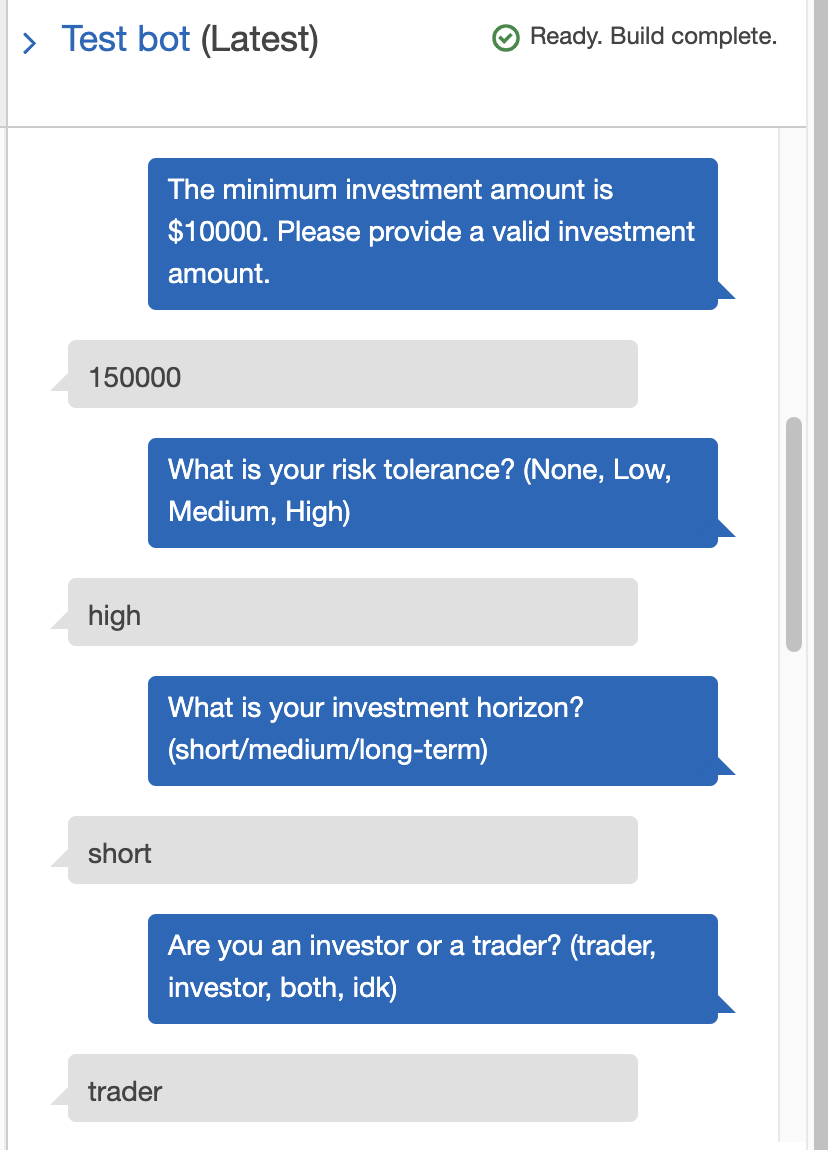 Test bot (Latest)
Ready. Build complete.
The minimum investment amount is
$10000. Please provide a valid investment
amount.
150000
What is your risk tolerance? (None, Low,
Medium, High)
high
What is your investment horizon?
(short/medium/long-term)
short
Are you an investor or a trader? (trader,
investor, both, idk)
trader